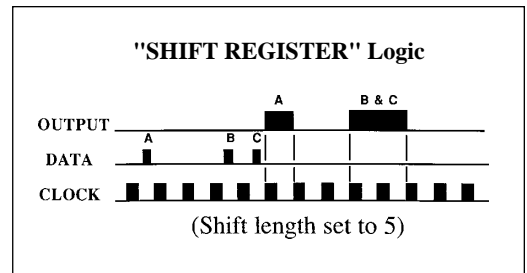 "SHIFT REGISTER" Logic
A B & C
OUTPUT
A B C
DATA
CLOCK
(Shift length set to 5)